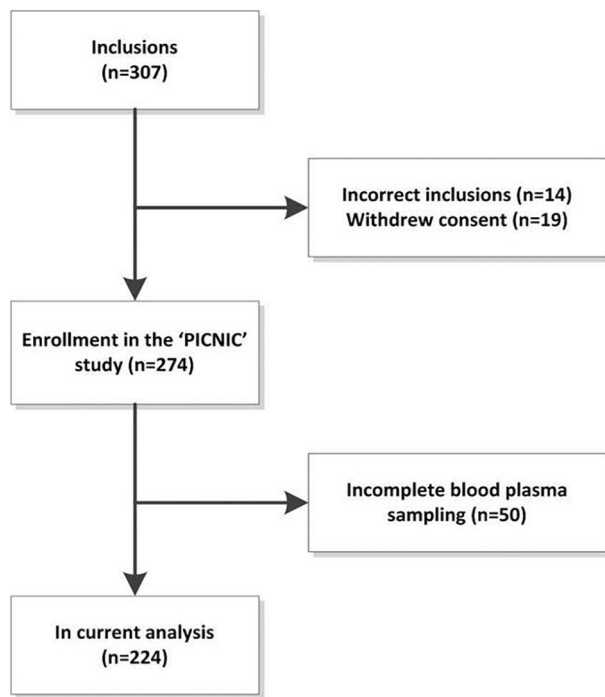 Inclusions
(n=307)
Incorrect inclusions (n=14)
Withdrew consent (n=19)
Enrollment in the ‘PICNIC’
study (n=274)
Incomplete blood plasma
sampling (n=50)
In current analysis
(n=224)